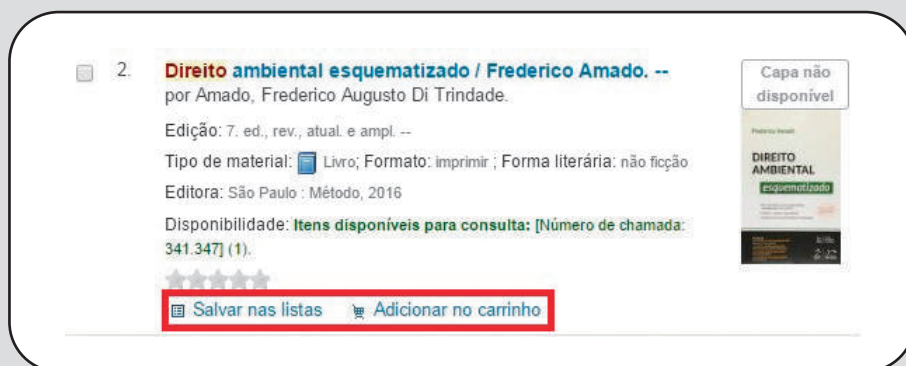 2. Direito ambiental esquematizado / Frederico Amado. --
por Amado, Frederico Augusto Di Trindade.
Edição: 7. ed., rev., atual. e ampl. --
Tipo de material: Livro; Formato: imprimir ; Forma literária: não ficção
Editora: São Paulo : Método, 2016
Disponibilidade: Itens disponíveis para consulta: [Número de chamada:
341.347] (1).
Salvar nas listas Adicionar no carrinho
Capa não
disponível
Frederico Amado
DIREITO
AMBIENTAL
esquematizado